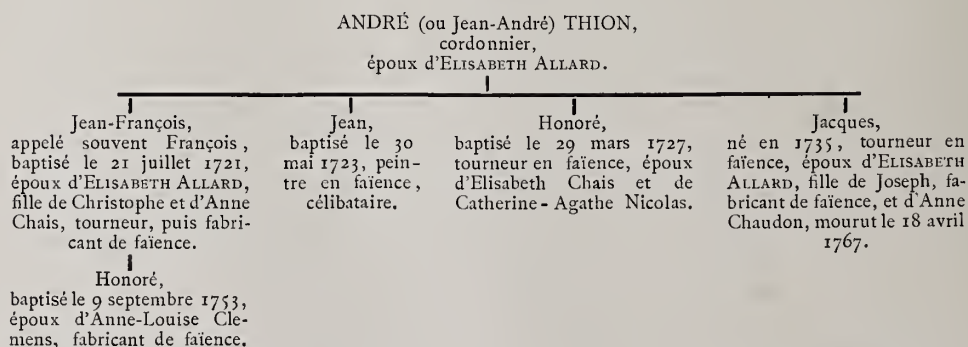 ANDRÉ (ou Jean-André) THION,
cordonnier,
époux d'ELISABETH ALLARD.
Jean-François,
appelé souvent François,
baptisé le 21 juillet 1721,
époux d'ELISABETH ALLARD,
fille de Christophe et d'Anne
Chais, tourneur, puis fabri-
cant de faïence.
Jean,
baptisé le 30
mai 1723, pein-
tre en faïence,
célibataire.
Honoré,
baptisé le 29 mars 1727,
tourneur en faïence, époux
d'Elisabeth Chais et de
Catherine-Agathe Nicolas.
Jacques,
né en 1735, tourneur en
faïence, époux d'ELISABETH
ALLARD, fille de Joseph, fa-
bricant de faïence, et d'Anne
Chaudon, mourut le 18 avril
1767.
Honoré,
baptisé le 9 septembre 1753,
époux d'Anne-Louise Cle-
mens, fabricant de faïence.